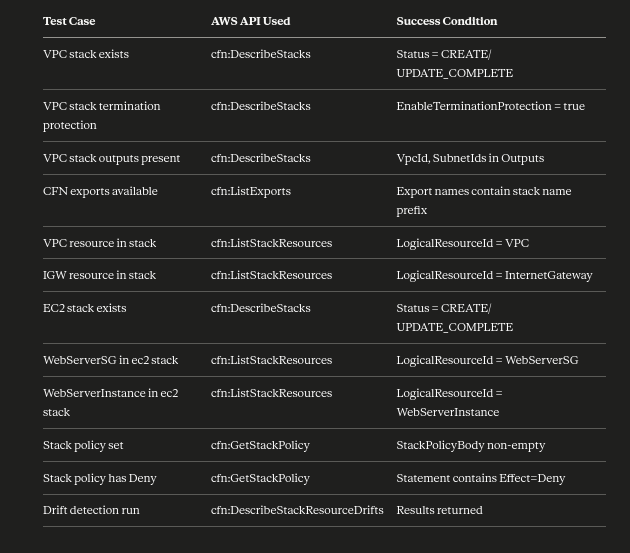 Test Case AWS API Used Success Condition
VPC stack exists cfn:DescribeStacks Status = CREATE/
UPDATE_COMPLETE
VPC stack termination cfn:DescribeStacks EnableTerminationProtection = true
protection
VPC stack outputs present cfn:DescribeStacks VpcId, SubnetIds in Outputs
CFN exports available cfn:ListExports Export names contain stack name
prefix
VPC resource in stack cfn:ListStackResources LogicalResourceId = VPC
IGW resource in stack cfn:ListStackResources LogicalResourceId = InternetGateway
EC2 stack exists cfn:DescribeStacks Status = CREATE/
UPDATE_COMPLETE
WebServerSG in ec2 stack cfn:ListStackResources LogicalResourceId = WebServerSG
WebServerInstance in ec2 cfn:ListStackResources LogicalResourceId =
stack WebServerInstance
Stack policy set cfn:GetStackPolicy StackPolicyBody non-empty
Stack policy has Deny cfn:GetStackPolicy Statement contains Effect=Deny
Drift detection run cfn:DescribeStackResourceDrifts Results returned